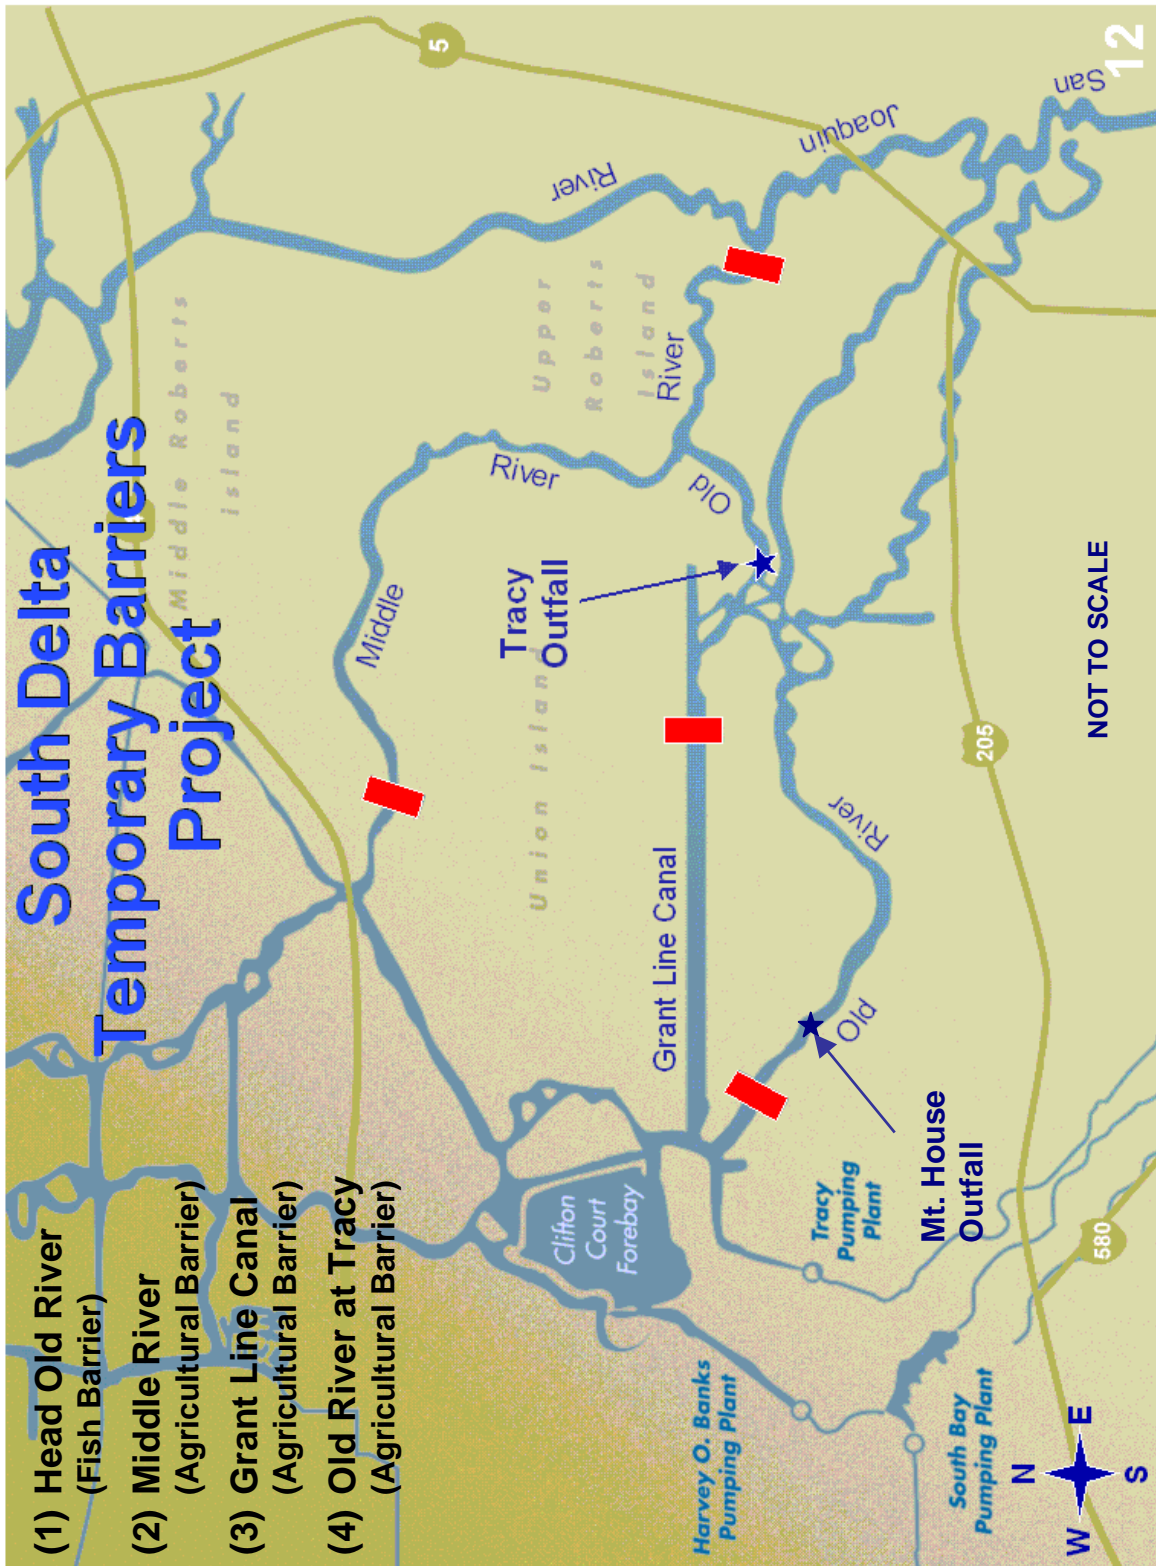 South Delta
Temporary Barriers
Project
(1) Head Old River
(Fish Barrier)
(2) Middle River
(Agricultural Barrier)
(3) Grant Line Canal
(Agricultural Barrier)
(4) Old River at Tracy
(Agricultural Barrier)
Middle Roberts
island
Upper
Roberts
Island
Union Island
Middle
River
River
Old
River
San
Joaquin
River
Tracy
Outfall
Grant Line Canal
Old
River
Mt. House
Outfall
Clifton
Court
Forebay
Tracy
Pumping
Plant
Harvey O. Banks
Pumping Plant
South Bay
Pumping Plant
5
205
580
NOT TO SCALE
N
W
E
S
12